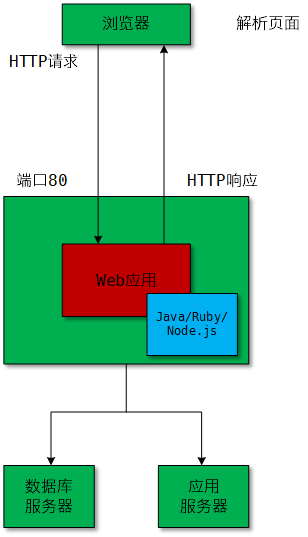 浏览器
解析页面
HTTP请求
端口80
HTTP响应
Web应用
Java/Ruby/
Node.js
数据库
服务器
应用
服务器